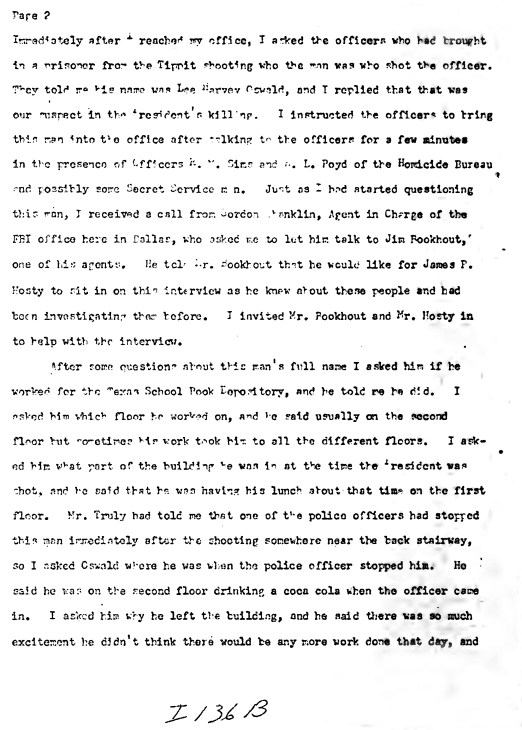 Page 2
Immediately after I reached my office, I asked the officers who had brought
in a prisoner from the Tippit shooting who the man was who shot the officer.
They told me his name was Lee Harvey Oswald, and I replied that that was
our suspect in the President's killing. I instructed the officers to bring
this man into the office after talking to the officers for a few minutes
in the presence of Officers R. M. Sims and E. L. Boyd of the Homicide Bureau
and possibly some Secret Service men. Just as I had started questioning
this man, I received a call from Gordon Shanklin, Agent in Charge of the
FBI office here in Dallas, who asked me to let him talk to Jim Bookhout,
one of his agents. He told Mr. Bookhout that he would like for James P.
Hosty to sit in on this interview as he knew about these people and had
been investigating them before. I invited Mr. Bookhout and Mr. Hosty in
to help with the interview.
After some questions about this man's full name I asked him if he
worked for the Texas School Book Depository, and he told me he did. I
asked him which floor he worked on, and he said usually on the second
floor but sometimes his work took him to all the different floors. I ask-
ed him what part of the building he was in at the time the President was
shot, and he said that he was having his lunch about that time on the first
floor. Mr. Truly had told me that one of the police officers had stopped
this man immediately after the shooting somewhere near the back stairway,
so I asked Oswald where he was when the police officer stopped him. He
said he was on the second floor drinking a coca cola when the officer came
in. I asked him why he left the building, and he said there was so much
excitement he didn't think there would be any more work done that day, and
I 136 B